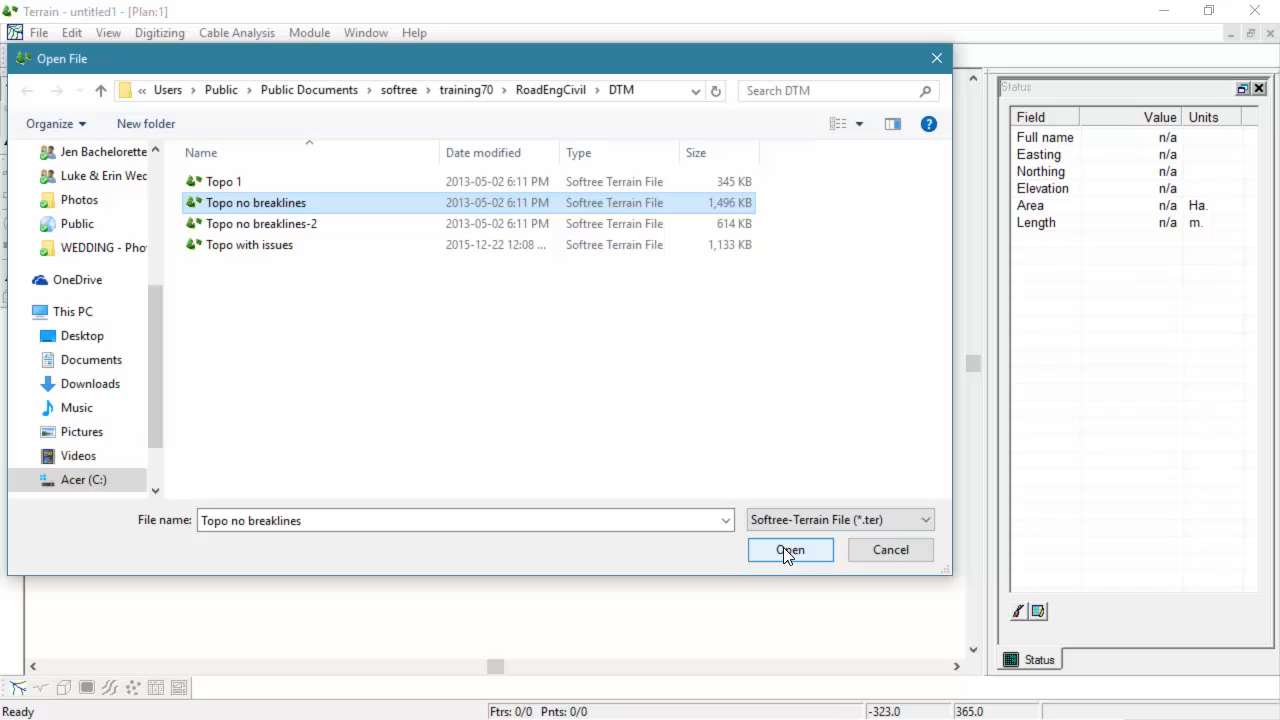 Terrain - untitled1 - [Plan:1]
File Edit View Digitizing Cable Analysis Module Window Help
Open File
« Users > Public > Public Documents > softree > training70 > RoadEngCivil > DTM
Search DTM
Organize New folder
Jen Bachelorette
Luke & Erin Wec
Photos
Public
WEDDING - Pho
OneDrive
This PC
Desktop
Documents
Downloads
Music
Pictures
Videos
Acer (C:)
Name Date modified Type Size
Topo 1 2013-05-02 6:11 PM Softree Terrain File 345 KB
Topo no breaklines 2013-05-02 6:11 PM Softree Terrain File 1,496 KB
Topo no breaklines-2 2013-05-02 6:11 PM Softree Terrain File 614 KB
Topo with issues 2015-12-22 12:08 ... Softree Terrain File 1,133 KB
File name: Topo no breaklines
Softree-Terrain File (*.ter)
Open Cancel
Status
Field Value Units
Full name n/a
Easting n/a
Northing n/a
Elevation n/a
Area n/a Ha.
Length n/a m.
Status
Ready Ftrs: 0/0 Pnts: 0/0 -323.0 365.0